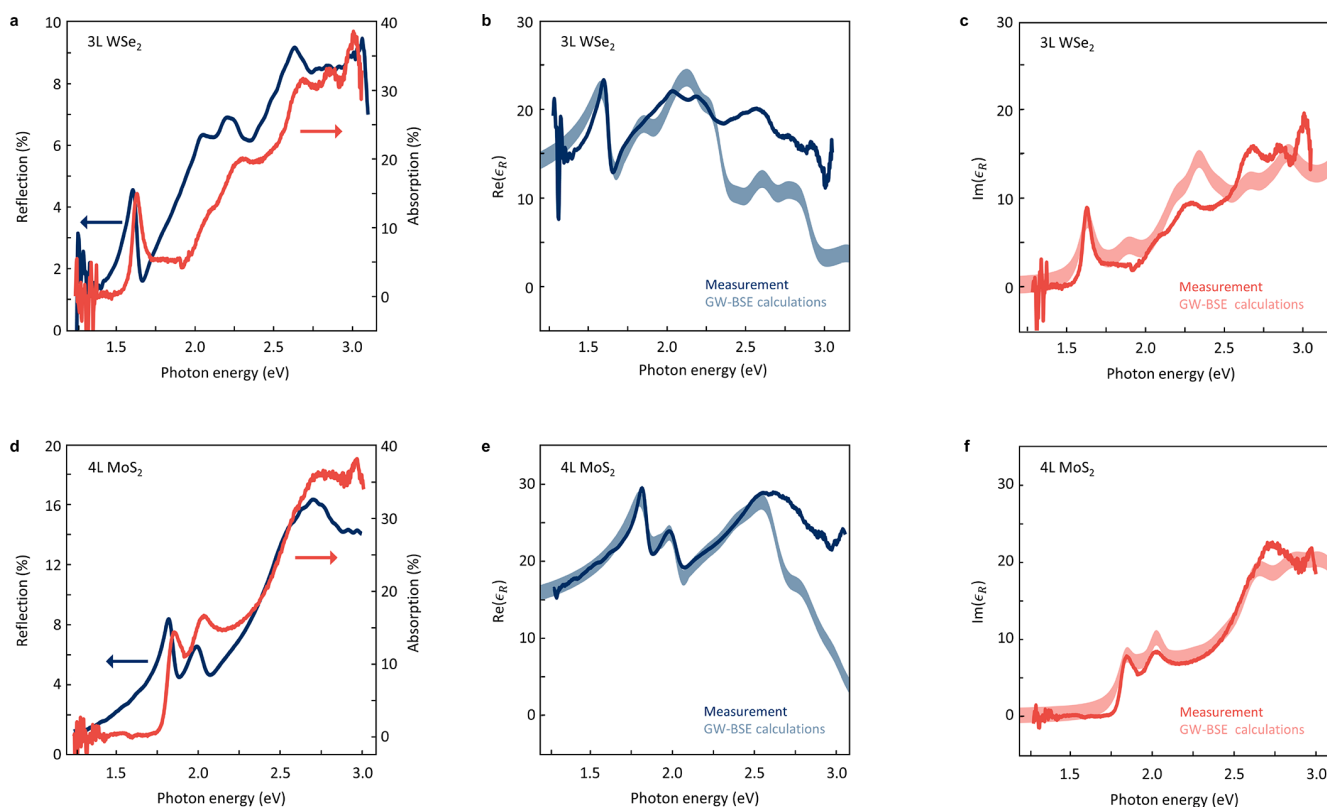 a
3L WSe2
10
8
6
4
2
0
Reflection (%)
40
30
20
10
0
Absorption (%)
1.5
2.0
2.5
3.0
Photon energy (eV)
b
3L WSe2
30
20
10
0
Re(ϵR)
Measurement
GW-BSE calculations
1.5
2.0
2.5
3.0
Photon energy (eV)
c
3L WSe2
30
20
10
0
Im(ϵR)
Measurement
GW-BSE calculations
1.5
2.0
2.5
3.0
Photon energy (eV)
d
4L MoS2
20
16
12
8
4
2
0
Reflection (%)
40
30
20
10
0
Absorption (%)
1.5
2.0
2.5
3.0
Photon energy (eV)
e
4L MoS2
30
20
10
0
Re(ϵR)
Measurement
GW-BSE calculations
1.5
2.0
2.5
3.0
Photon energy (eV)
f
4L MoS2
30
20
10
0
Im(ϵR)
Measurement
GW-BSE calculations
1.5
2.0
2.5
3.0
Photon energy (eV)